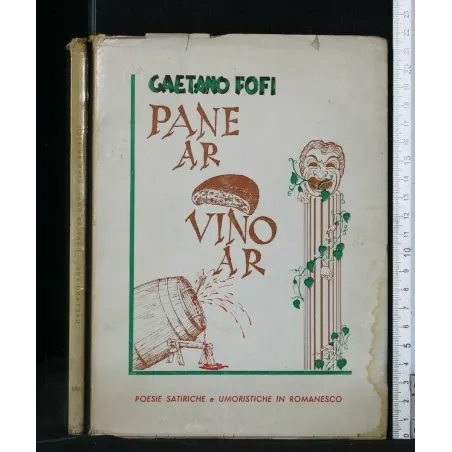 GAETANO FOFI
PANE
AR
VINO
AR
POESIE SATIRICHE e UMORISTICHE IN ROMANESCO